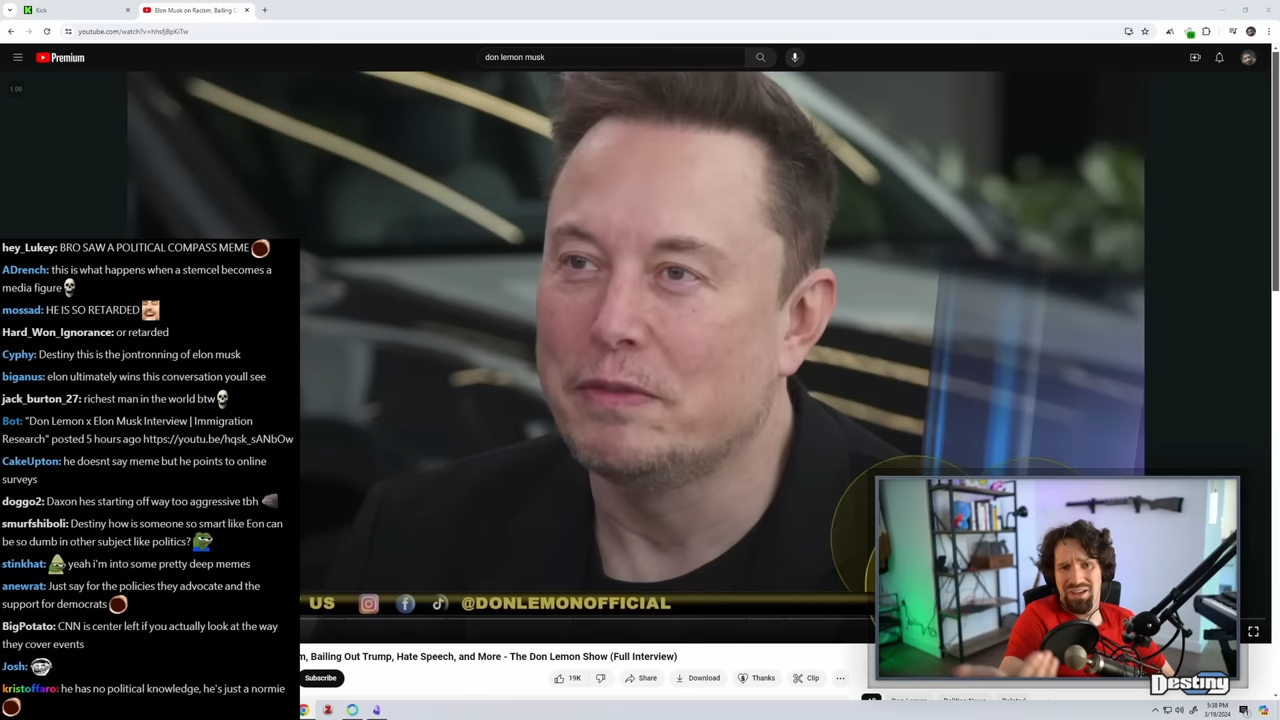 Kick
Elon Musk on Racism, Bailing O
youtube.com/watch?v=hhsfjBpKiTw
Premium
don lemon musk
1.00
hey_Lukey: BRO SAW A POLITICAL COMPASS MEME
ADrench: this is what happens when a stemcel becomes a
media figure
mossad: HE IS SO RETARDED
Hard_Won_Ignorance: or retarded
Cyphy: Destiny this is the jontronning of elon musk
biganus: elon ultimately wins this conversation youll see
jack_burton_27: richest man in the world btw
Bot: "Don Lemon x Elon Musk Interview | Immigration
Research" posted 5 hours ago https://youtu.be/hqsk_sANbOw
CakeUpton: he doesnt say meme but he points to online
surveys
doggo2: Daxon hes starting off way too aggressive tbh
smurfshiboli: Destiny how is someone so smart like Eon can
be so dumb in other subject like politics?
stinkhat: yeah i'm into some pretty deep memes
anewrat: Just say for the policies they advocate and the
support for democrats
BigPotato: CNN is center left if you actually look at the way
they cover events
Josh:
kristoffaro: he has no political knowledge, he's just a normie
US @DONLEMONOFFICIAL
m, Bailing Out Trump, Hate Speech, and More - The Don Lemon Show (Full Interview)
Subscribe
19K
Share
Download
Thanks
Clip
Destiny
5:38 PM
3/19/2024